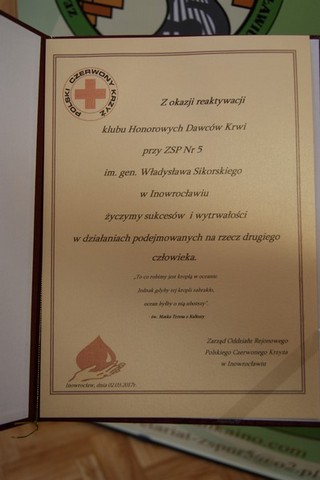 POLSKI CZERWONY KRZYŻ
Z okazji reaktywacji
klubu Honorowych Dawców Krwi
przy ZSP Nr 5
im. gen. Władysława Sikorskiego
w Inowrocławiu
życzymy sukcesów i wytrwałości
w działaniach podejmowanych na rzecz drugiego
człowieka.
„To co robimy jest kroplą w oceanie.
Jednak gdyby tej kropli zabrakło,
ocean byłby o nią uboższy”.
-św. Matka Teresa z Kalkuty
Zarząd Oddziału Rejonowego
Polskiego Czerwonego Krzyża
w Inowrocławiu